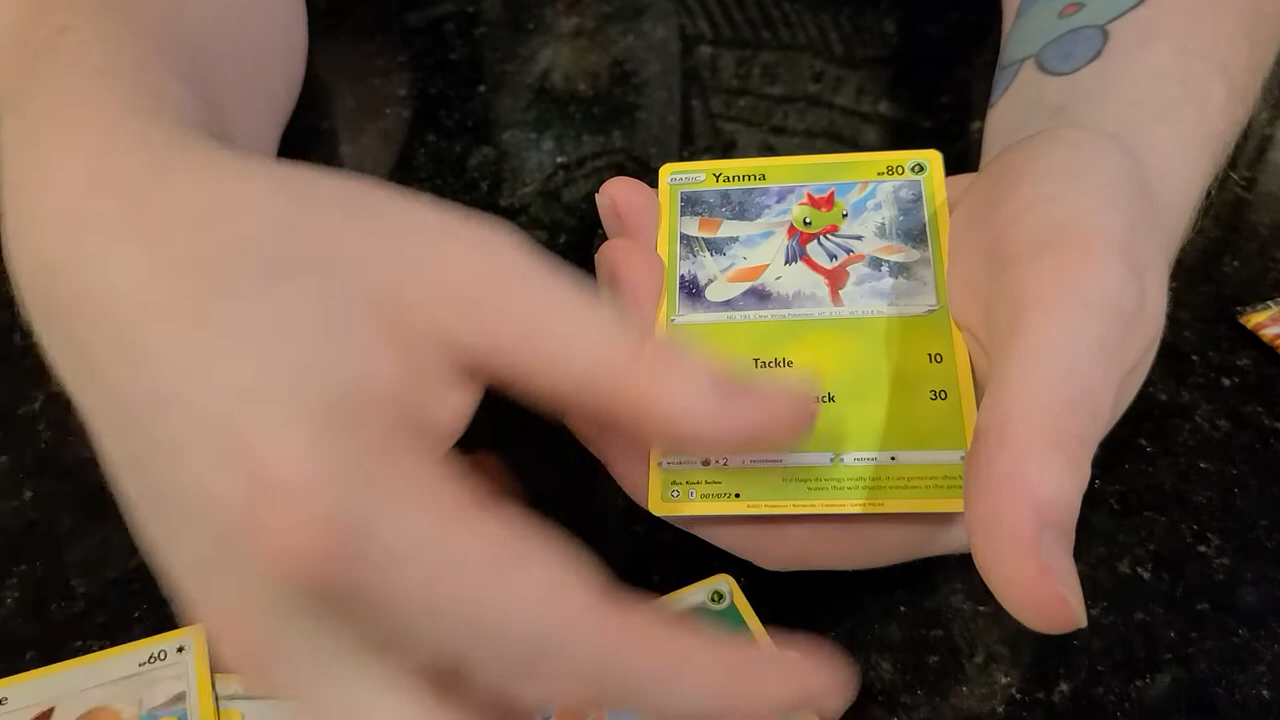 BASIC Yanma HP 80
NO. 193 Clear Wing Pokémon HT: 3'11" WT: 83.8 lbs.
Tackle 10
ack 30
weakness ×2 resistance retreat
If it flaps its wings really fast, it can generate shock
waves that will shatter windows in the area
Illus. Kouki Saitou
E 001/072
©2021 Pokémon / Nintendo / Creatures / GAME FREAK
e HP 60